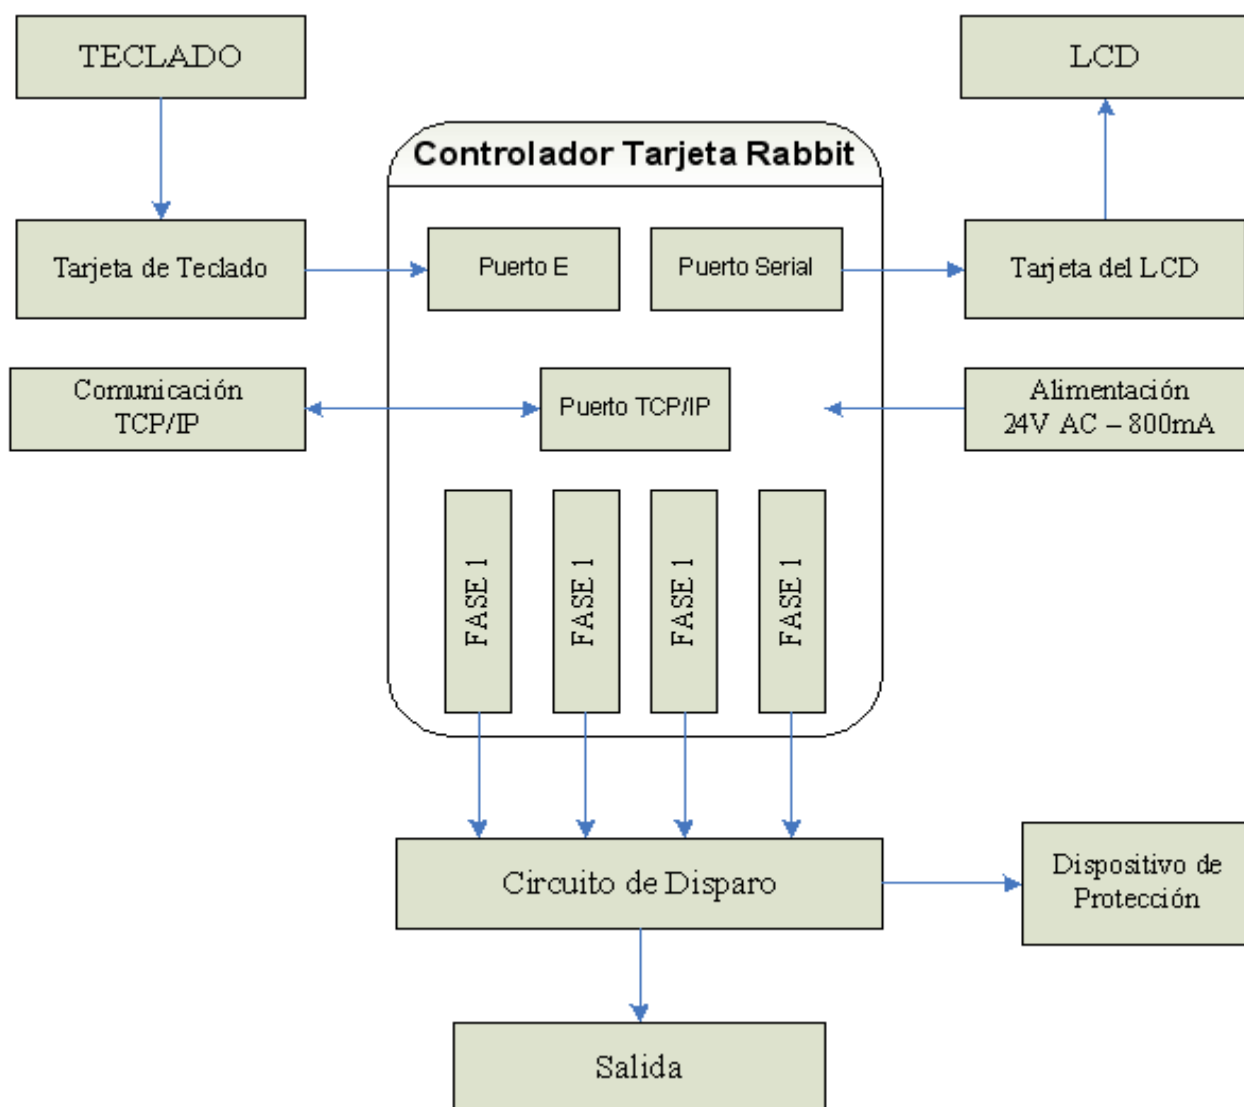 TECLADO
LCD
Controlador Tarjeta Rabbit
Tarjeta de Teclado
Puerto E
Puerto Serial
Tarjeta del LCD
Comunicación
TCP/IP
Puerto TCP/IP
Alimentación
24V AC – 800mA
FASE 1
FASE 1
FASE 1
FASE 1
Circuito de Disparo
Dispositivo de
Protección
Salida